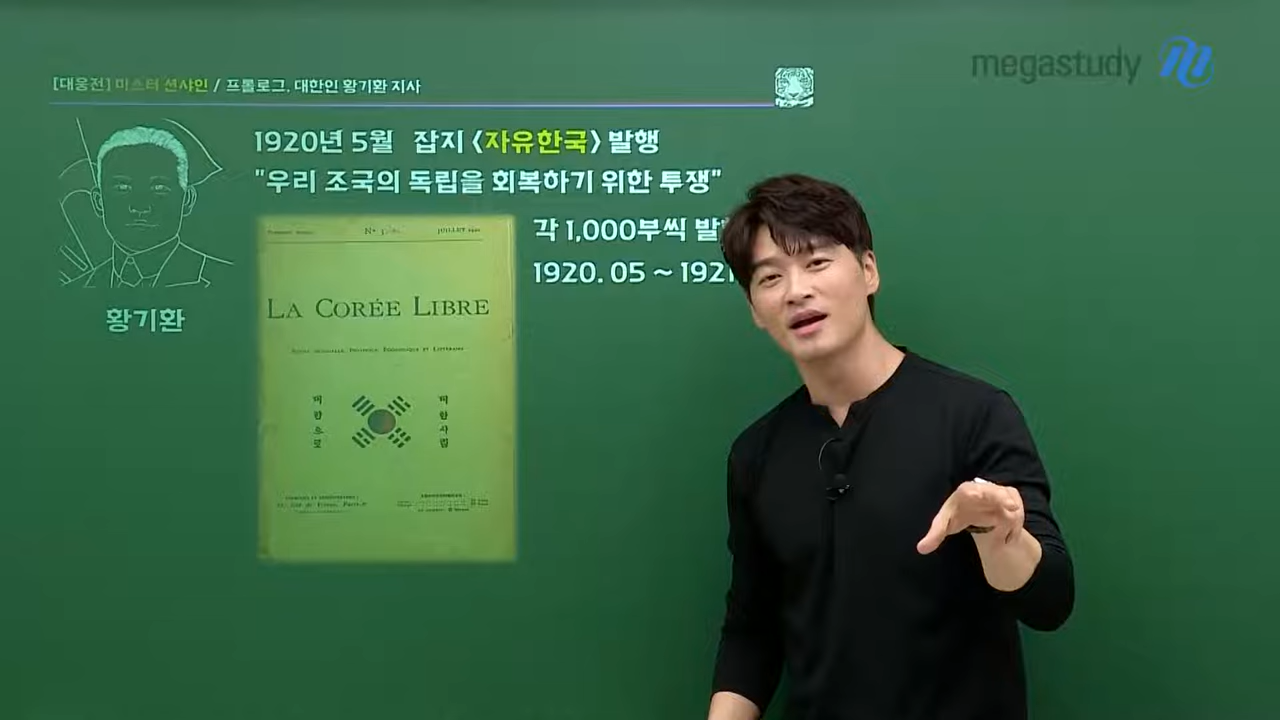 megastudy
[대웅전] 미스터 션샤인 / 프롤로그, 대한인 황기환 지사
1920년 5월 잡지 <자유한국> 발행
"우리 조국의 독립을 회복하기 위한 투쟁"
각 1,000부씩
1920. 05 ~ 192
황기환
JUILLET
LA CORÉE LIBRE
대한으로
대한사람